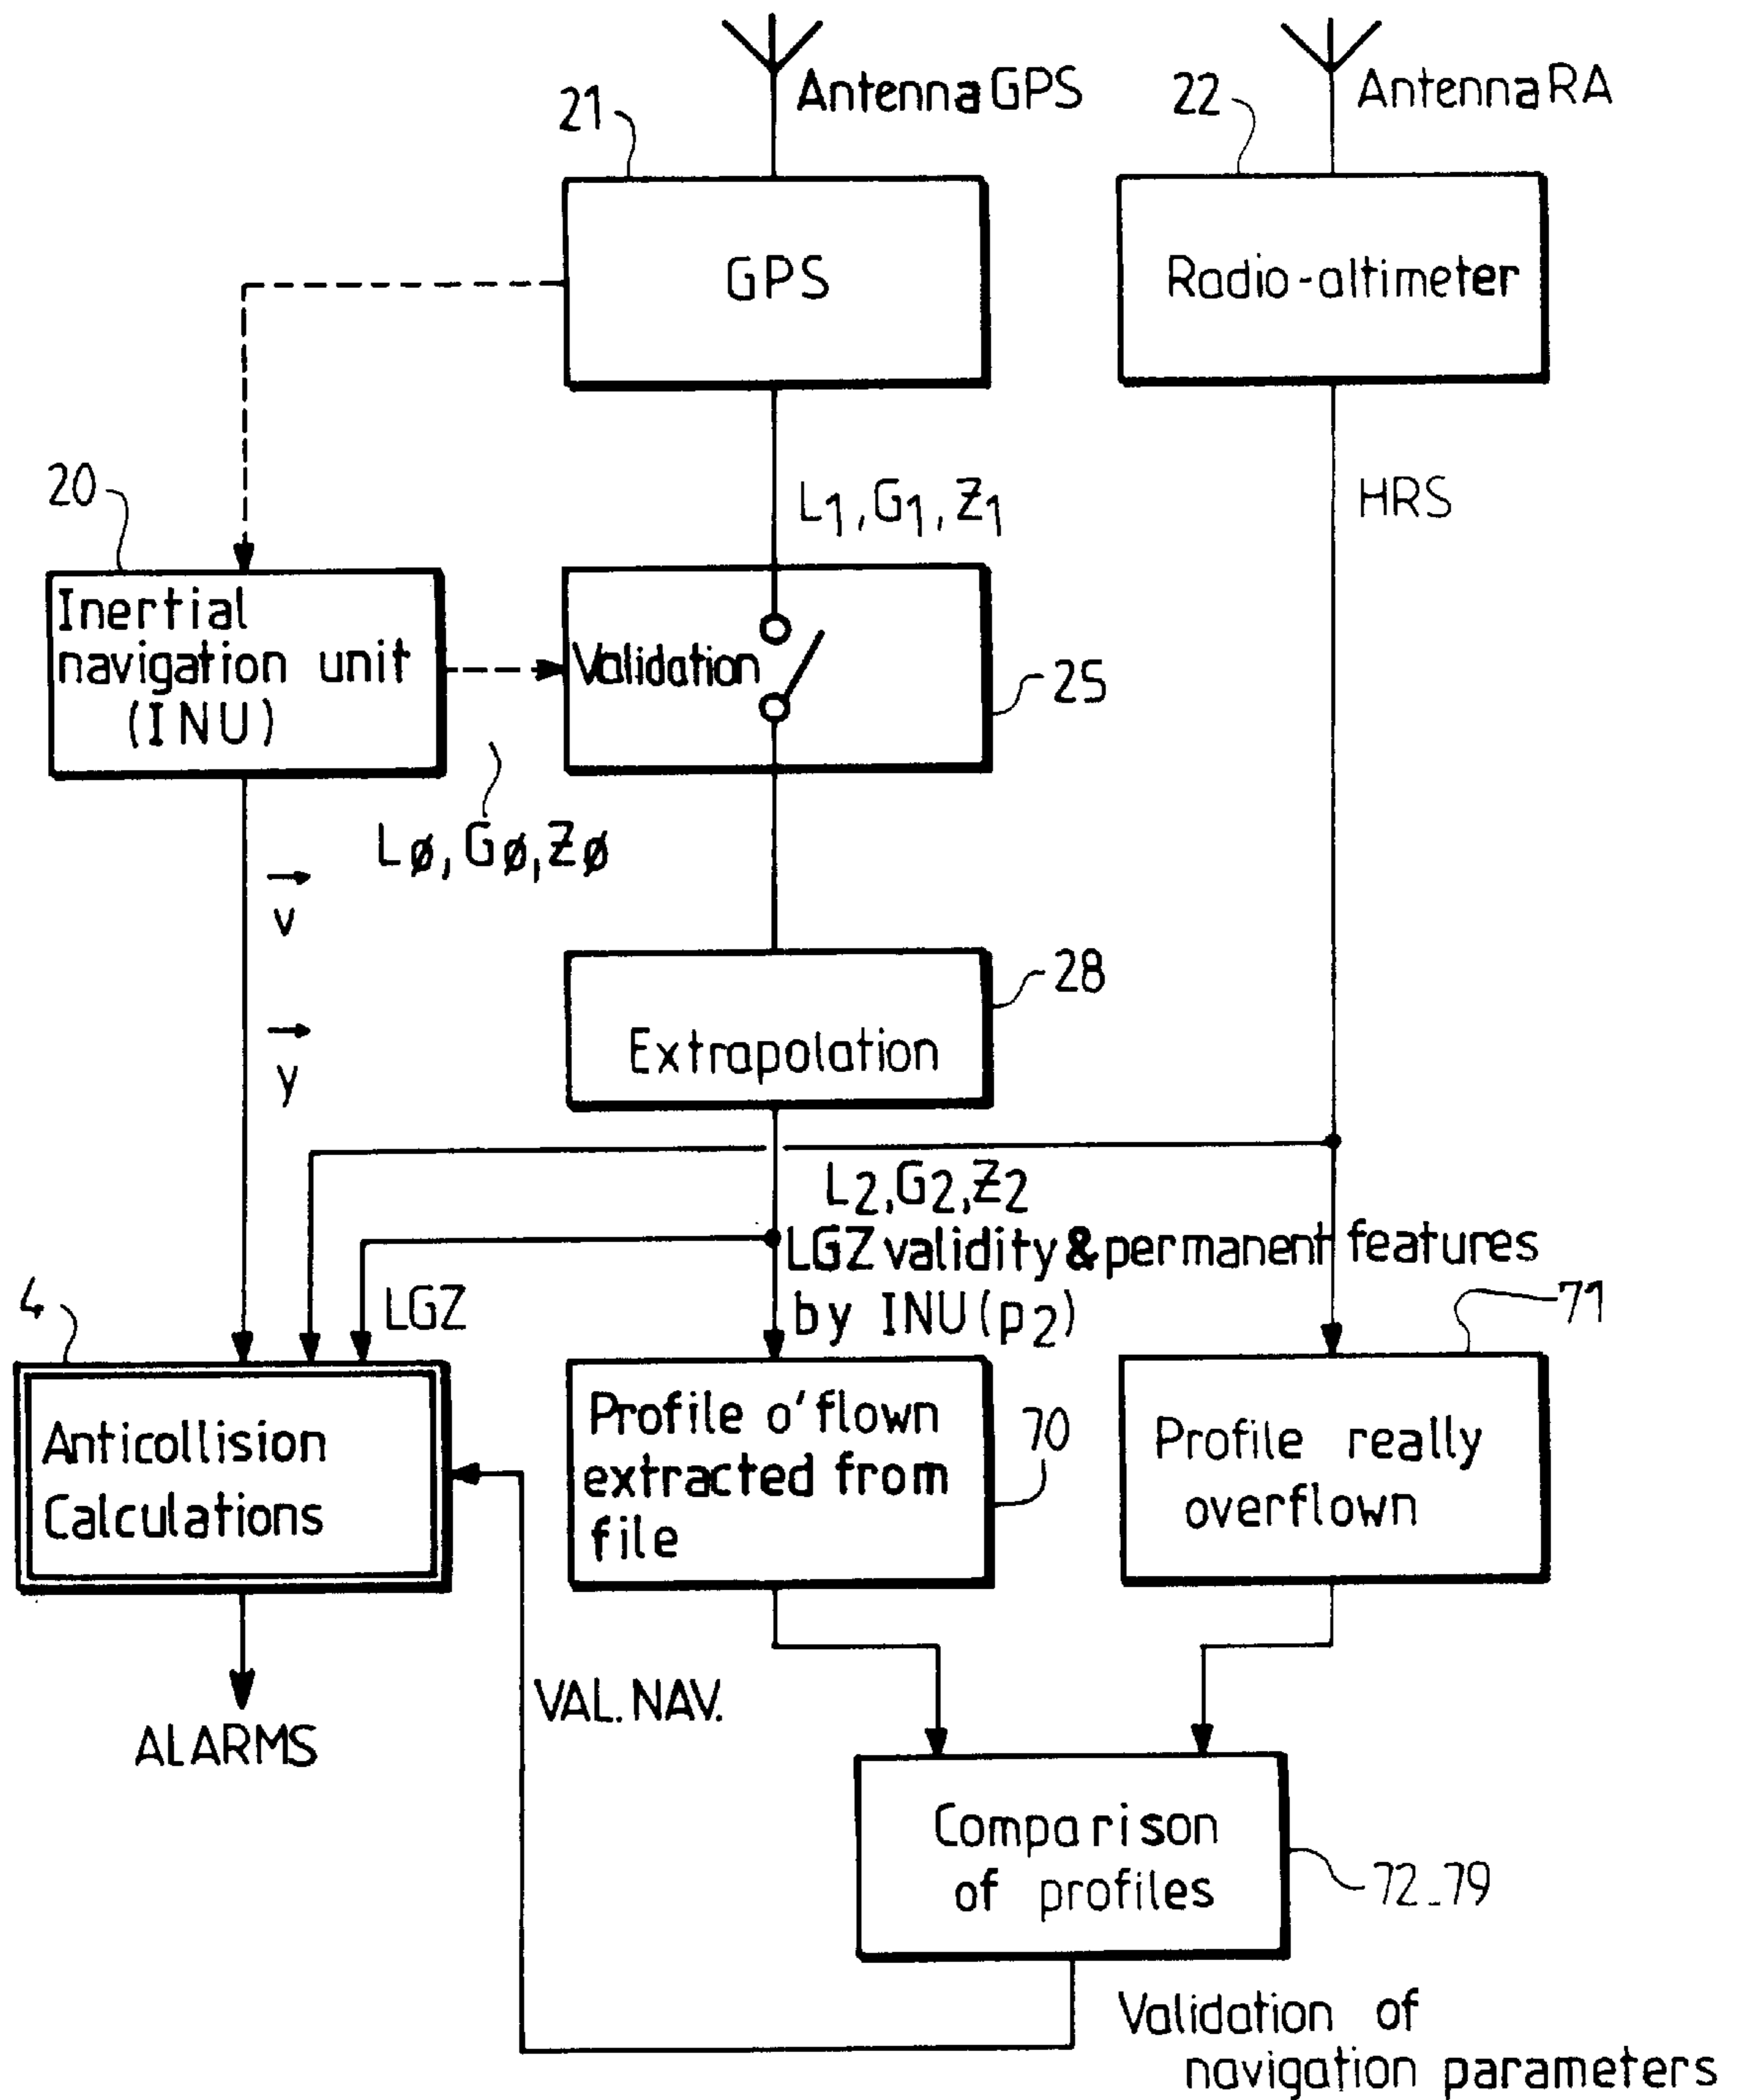 Antenna GPS
Antenna RA
21
22
GPS
Radio-altimeter
20
L1, G1, Z1
HRS
Inertial
navigation unit
(INU)
Validation
25
Lø, Gø, Zø
v
28
Extrapolation
y
L2, G2, Z2
LGZ validity & permanent features
by INU (p2)
4
LGZ
71
Anticollision
Calculations
Profile o'flown
extracted from
file
70
Profile really
overflown
VAL. NAV.
ALARMS
Comparison
of profiles
72_79
Validation of
navigation parameters